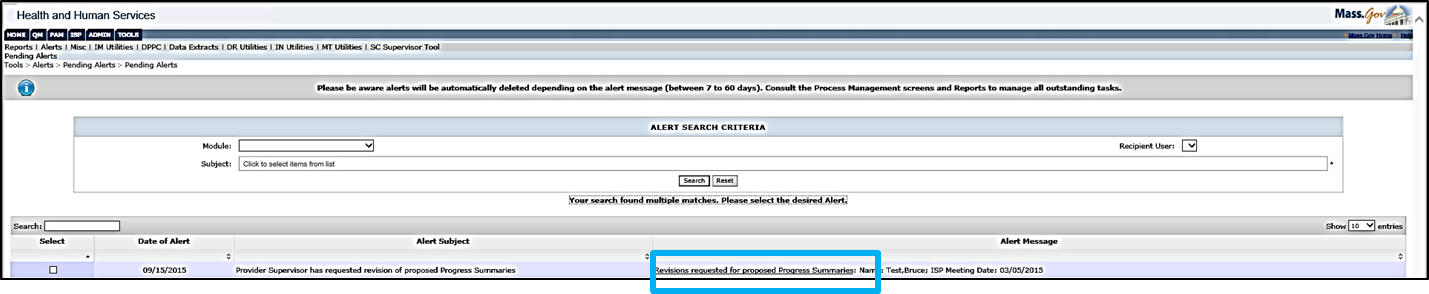 Health and Human Services
Mass.Gov
HOME QM PAM ISP ADMIN TOOLS
Mass.Gov Home Help
Reports | Alerts | Misc | IM Utilities | DPPC | Data Extracts | DR Utilities | IN Utilities | MT Utilities | SC Supervisor Tool
Pending Alerts
Tools > Alerts > Pending Alerts > Pending Alerts
Please be aware alerts will be automatically deleted depending on the alert message (between 7 to 60 days). Consult the Process Management screens and Reports to manage all outstanding tasks.
ALERT SEARCH CRITERIA
Module: Recipient User:
Subject: Click to select items from list
Search Reset
Your search found multiple matches. Please select the desired Alert.
Search: Show 10 entries
Select Date of Alert Alert Subject Alert Message
09/15/2015 Provider Supervisor has requested revision of proposed Progress Summaries Revisions requested for proposed Progress Summaries: Nam : Test,Bruce; ISP Meeting Date: 03/05/2015